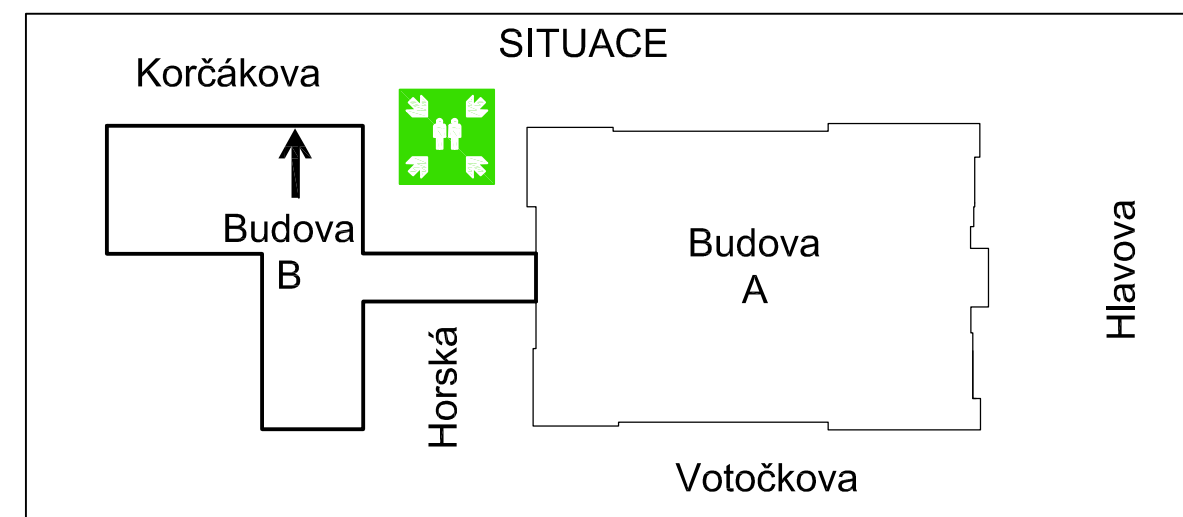 SITUACE
Korčákova
Budova
B
Budova
A
Hlavova
Horská
Votočkova